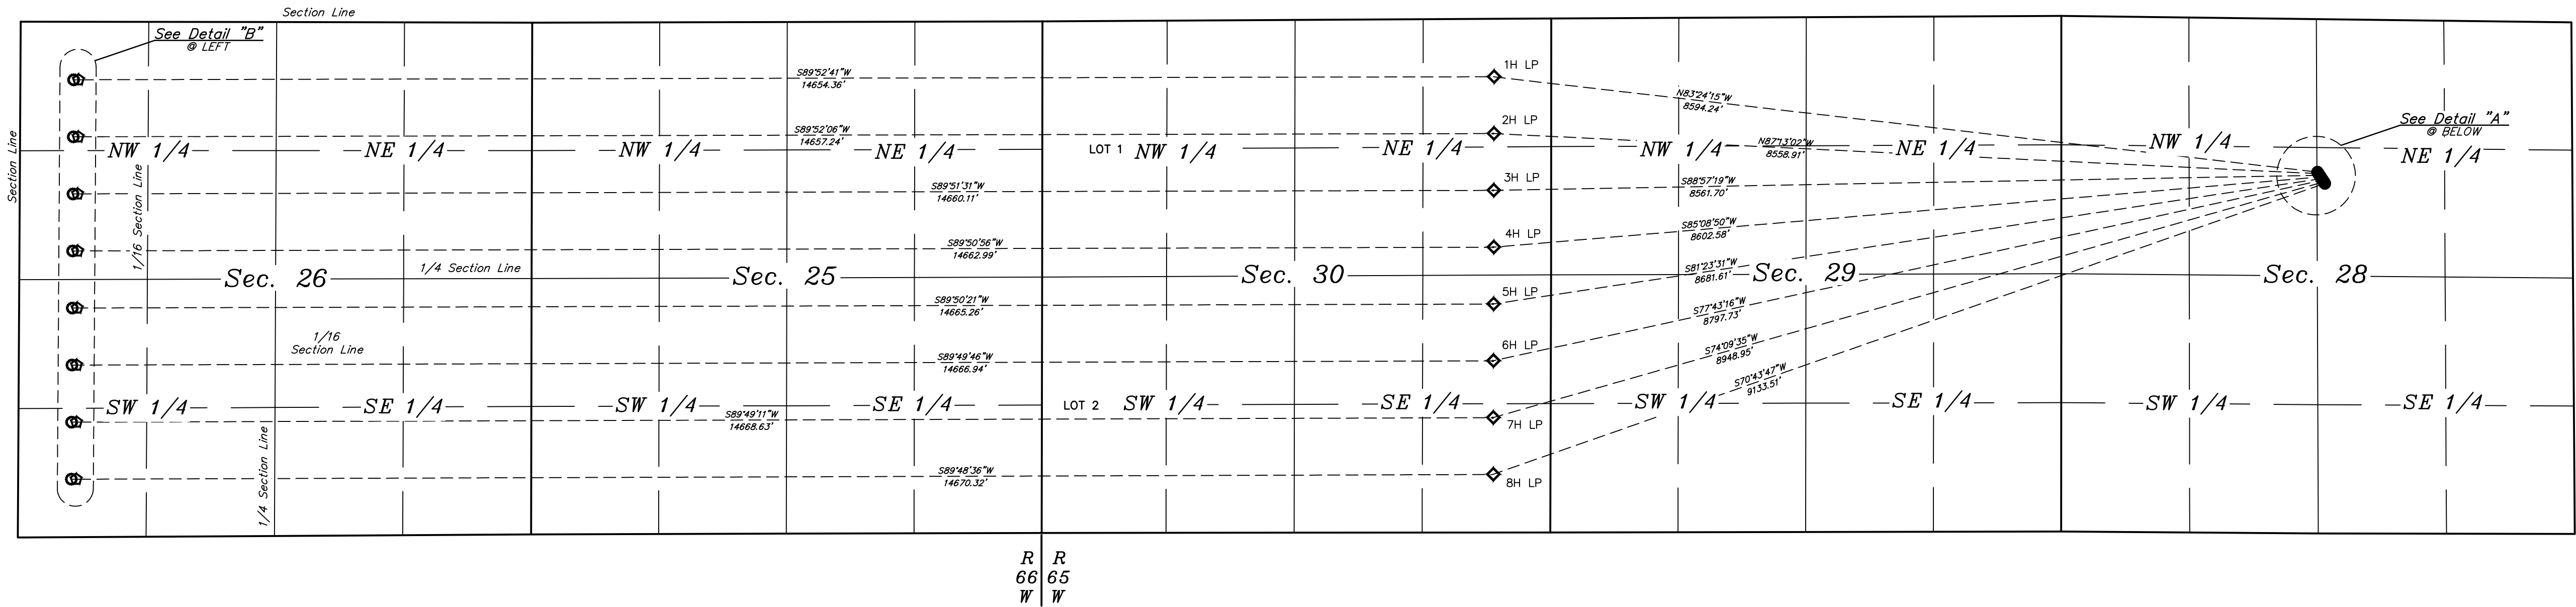 Section Line
See Detail "B"
@ LEFT
Section Line
S89°52'41"W
14654.36'
1H LP
N83°24'15"W
8594.24'
S89°52'06"W
14657.24'
2H LP
N87°13'02"W
8558.91'
See Detail "A"
@ BELOW
NW 1/4
NE 1/4
NW 1/4
NE 1/4
LOT 1
NW 1/4
NE 1/4
NW 1/4
NE 1/4
NW 1/4
NE 1/4
1/16 Section Line
S89°51'31"W
14660.11'
3H LP
S88°57'19"W
8561.70'
S89°50'56"W
14662.99'
4H LP
S85°08'50"W
8602.58'
Sec. 26
1/4 Section Line
Sec. 25
Sec. 30
S81°23'31"W
8681.61'
Sec. 29
Sec. 28
S89°50'21"W
14665.26'
5H LP
S77°43'16"W
8797.73'
1/16
Section Line
S89°49'46"W
14666.94'
6H LP
S74°09'35"W
8948.95'
S70°43'47"W
9133.51'
SW 1/4
SE 1/4
SW 1/4
SE 1/4
LOT 2
SW 1/4
SE 1/4
SW 1/4
SE 1/4
SW 1/4
SE 1/4
S89°49'11"W
14668.63'
7H LP
1/4 Section Line
S89°48'36"W
14670.32'
8H LP
R R
66 65
W W